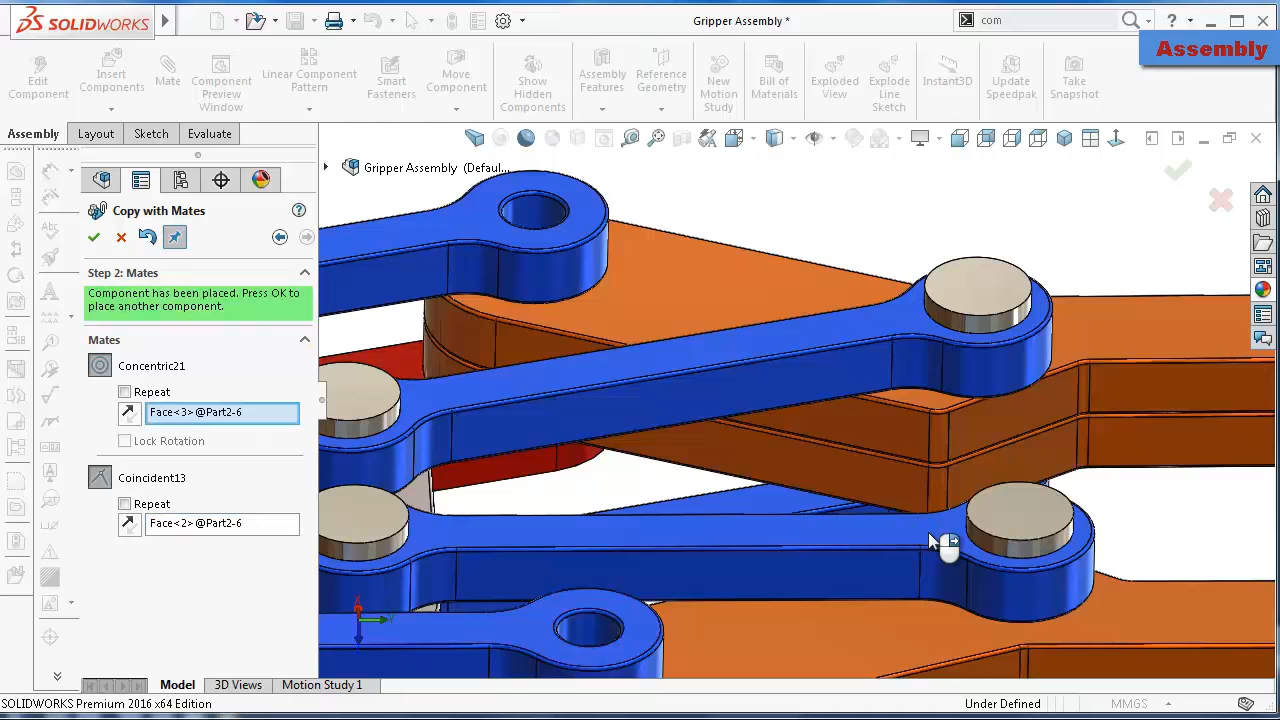 SOLIDWORKS
Gripper Assembly *
com
Assembly
Edit Component
Insert Components
Mate
Component Preview Window
Linear Component Pattern
Smart Fasteners
Move Component
Show Hidden Components
Assembly Features
Reference Geometry
New Motion Study
Bill of Materials
Exploded View
Explode Line Sketch
Instant3D
Update Speedpak
Take Snapshot
Assembly
Layout
Sketch
Evaluate
Gripper Assembly (Defaul...
Copy with Mates
Step 2: Mates
Component has been placed. Press OK to
place another component.
Mates
Concentric21
Repeat
Face<3>@Part2-6
Lock Rotation
Coincident13
Repeat
Face<2>@Part2-6
X
Y
Model
3D Views
Motion Study 1
SOLIDWORKS Premium 2016 x64 Edition
Under Defined
MMGS